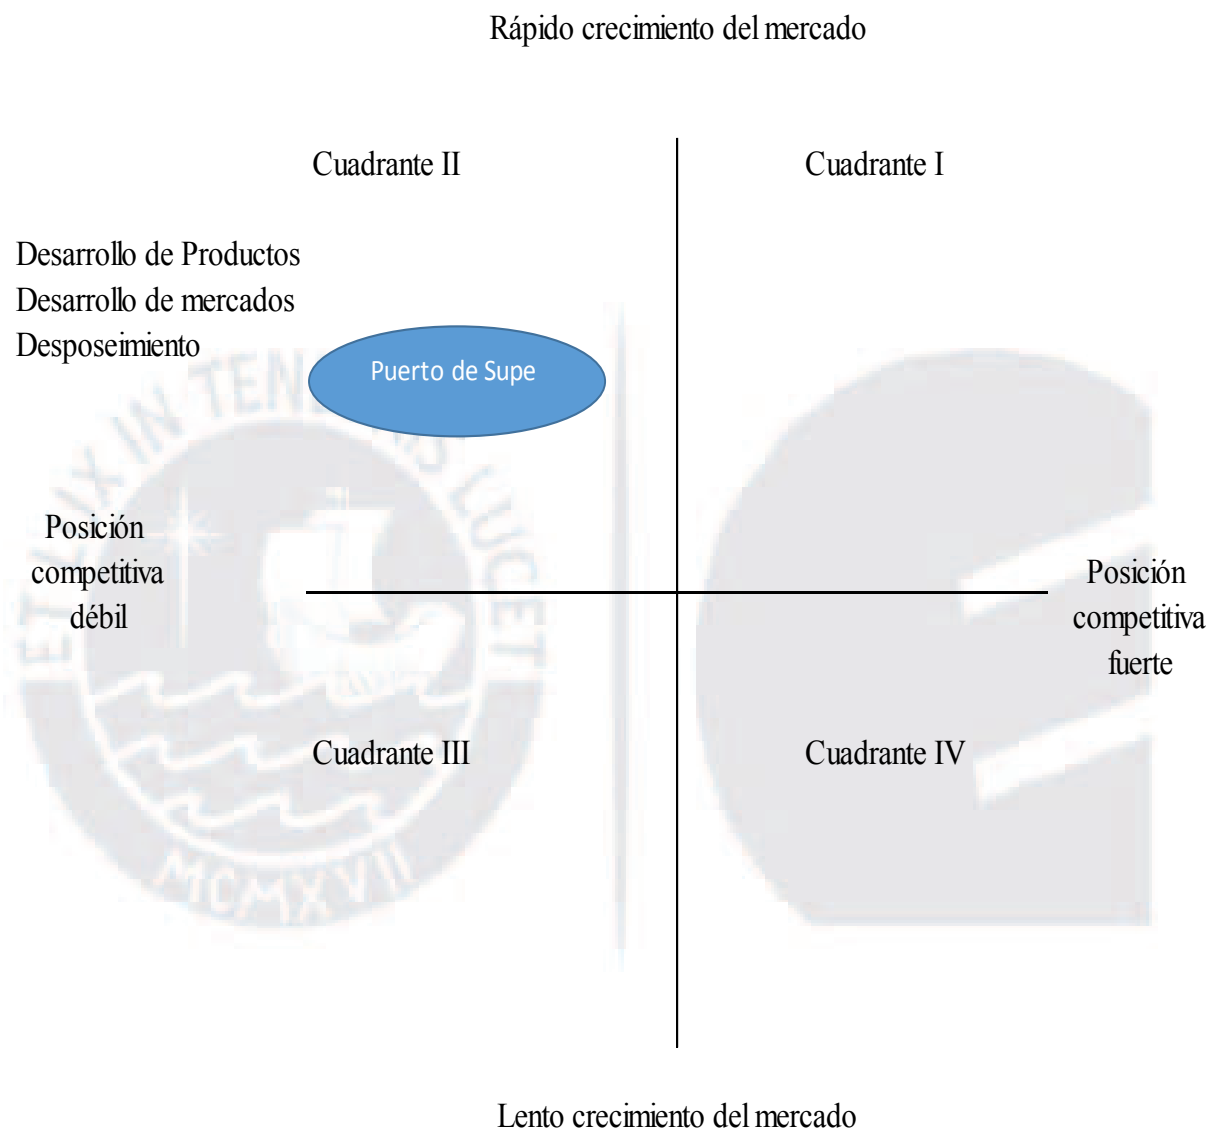 Rápido crecimiento del mercado
Cuadrante II
Cuadrante I
Desarrollo de Productos
Desarrollo de mercados
Desposeimiento
Puerto de Supe
Posición
competitiva
débil
Posición
competitiva
fuerte
Cuadrante III
Cuadrante IV
MCMXVII
Lento crecimiento del mercado